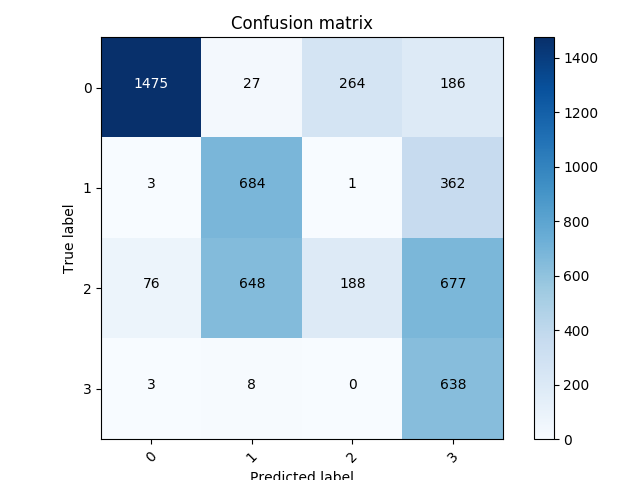 Confusion matrix
0 1475 27 264 186
1 3 684 1 362
2 76 648 188 677
3 3 8 0 638
0 1 2 3
True label
Predicted label
1400
1200
1000
800
600
400
200
0